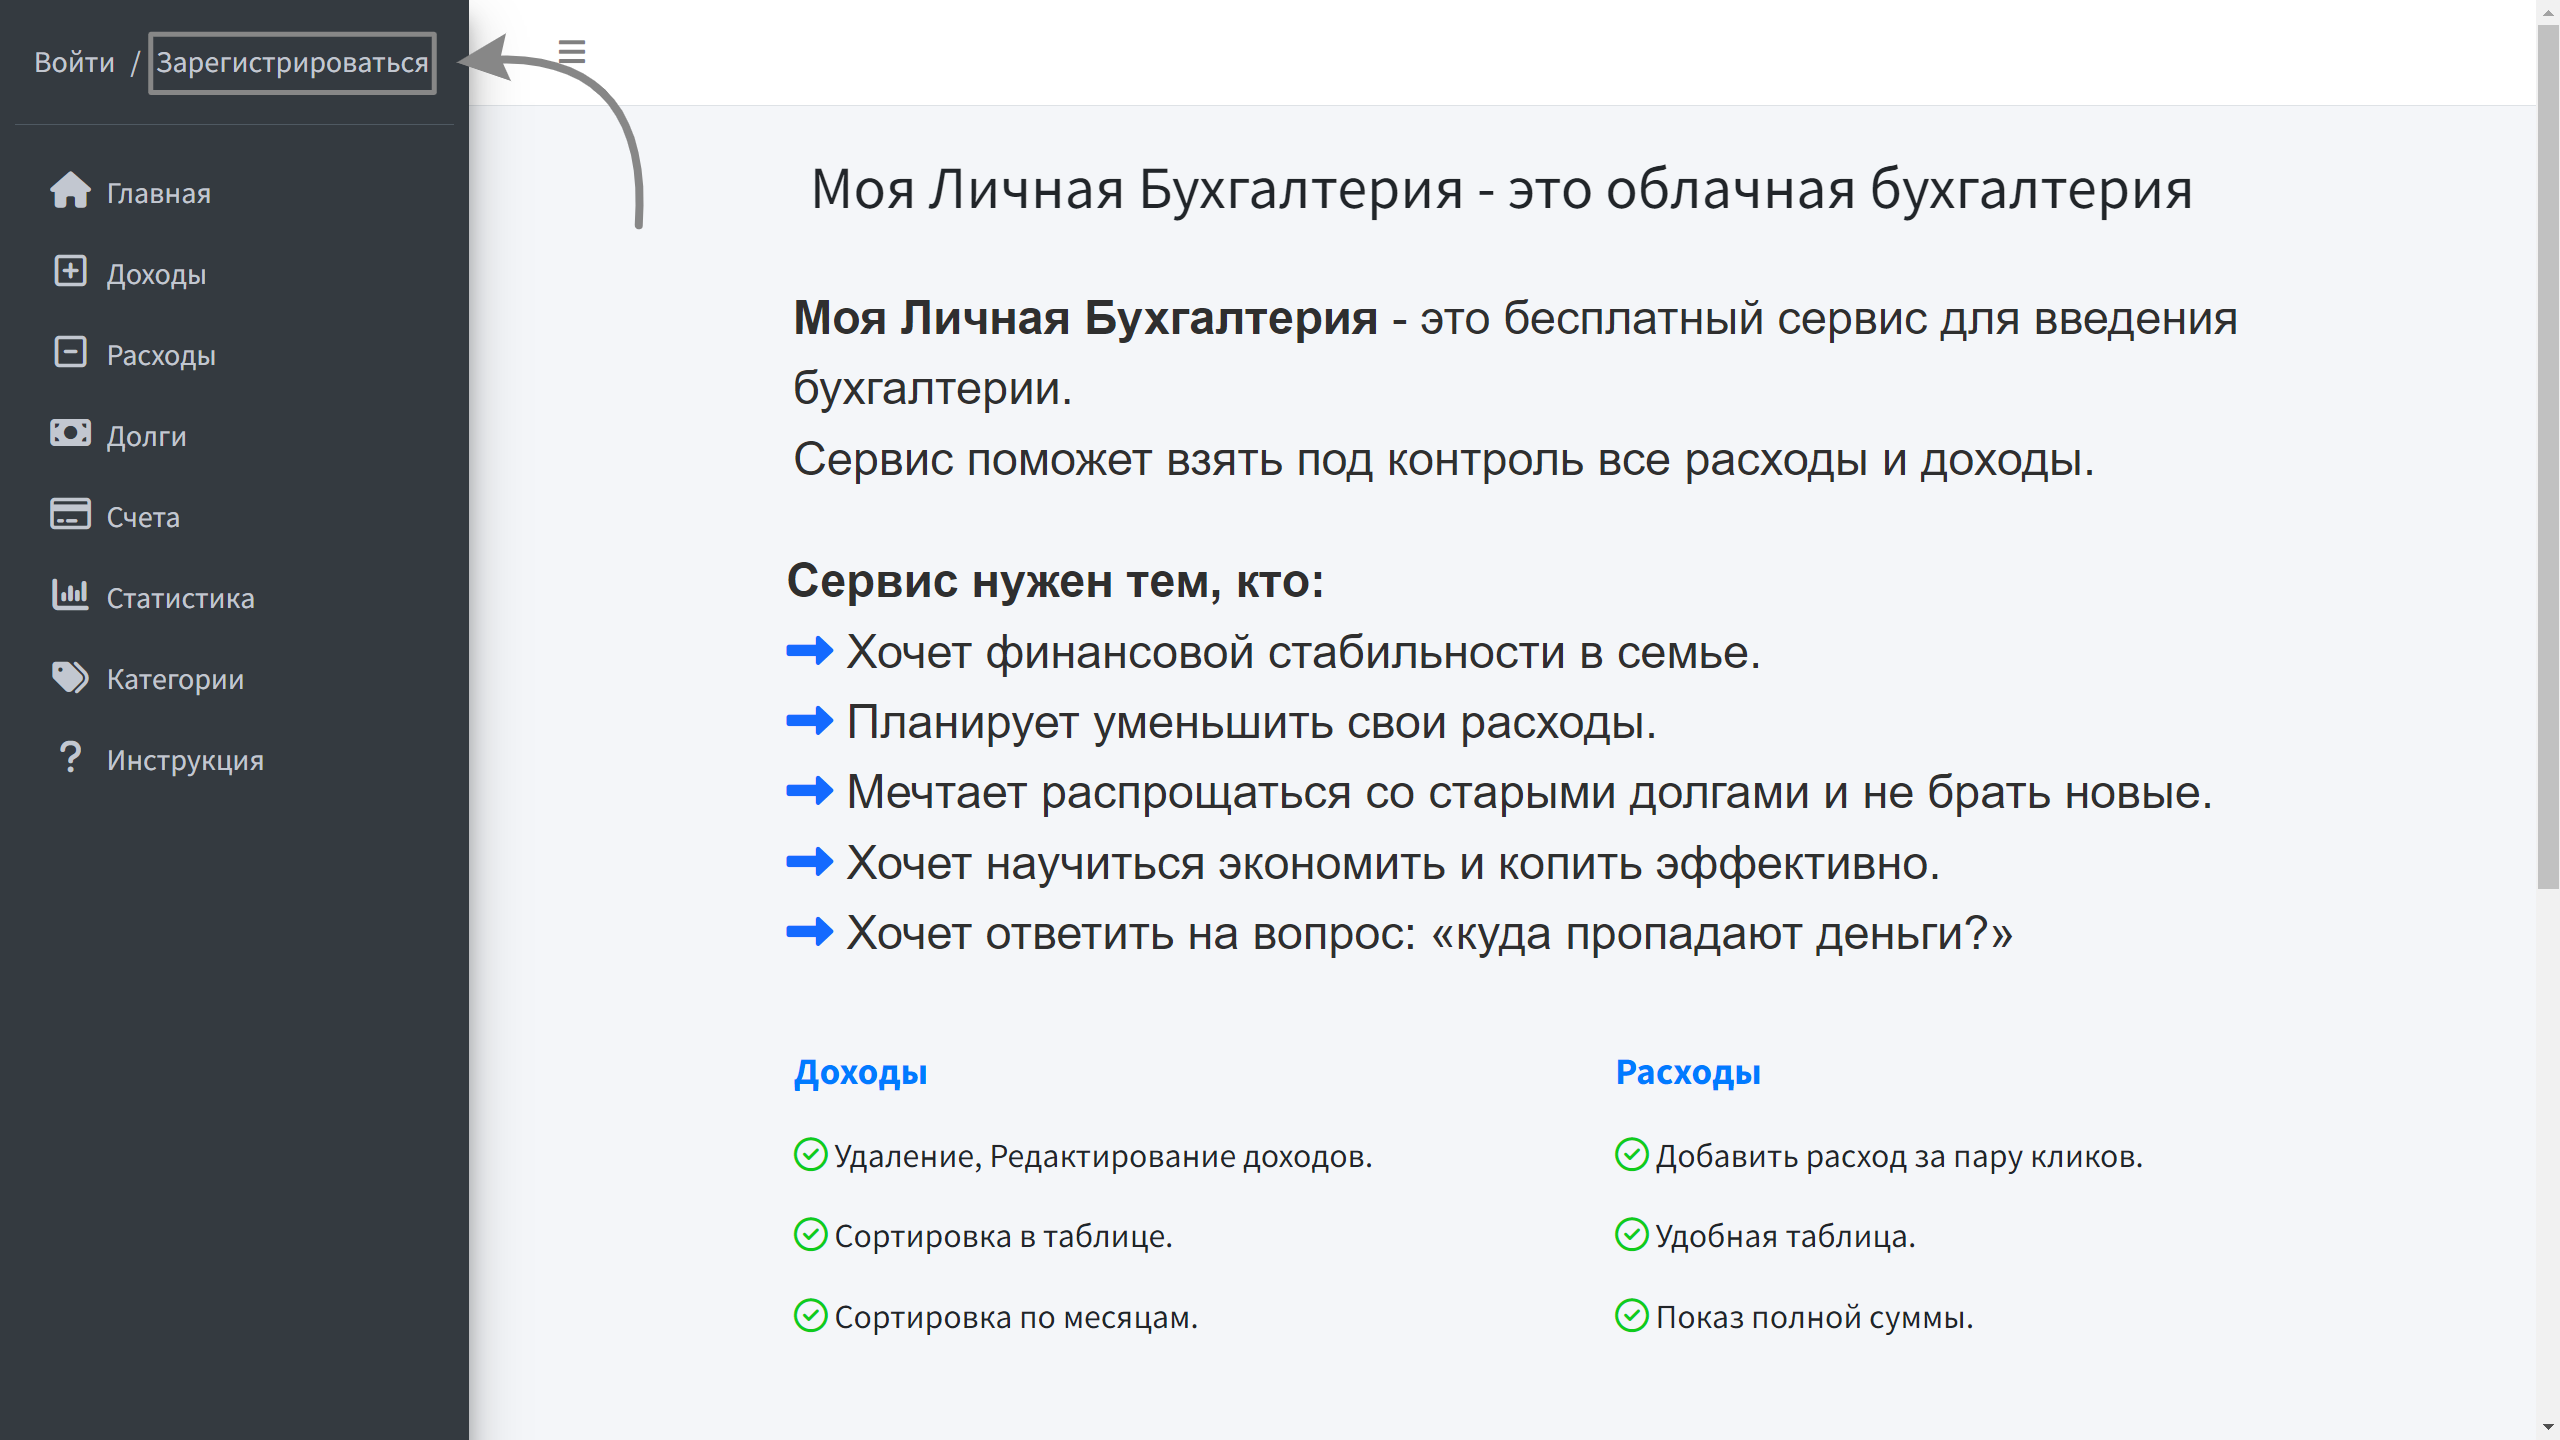 Войти / Зарегистрироваться
Главная
Доходы
Расходы
Долги
Счета
Статистика
Категории
Инструкция
Моя Личная Бухгалтерия - это облачная бухгалтерия
Моя Личная Бухгалтерия - это бесплатный сервис для введения
бухгалтерии.
Сервис поможет взять под контроль все расходы и доходы.
Сервис нужен тем, кто:
Хочет финансовой стабильности в семье.
Планирует уменьшить свои расходы.
Мечтает распрощаться со старыми долгами и не брать новые.
Хочет научиться экономить и копить эффективно.
Хочет ответить на вопрос: «куда пропадают деньги?»
Доходы
Удаление, Редактирование доходов.
Сортировка в таблице.
Сортировка по месяцам.
Расходы
Добавить расход за пару кликов.
Удобная таблица.
Показ полной суммы.